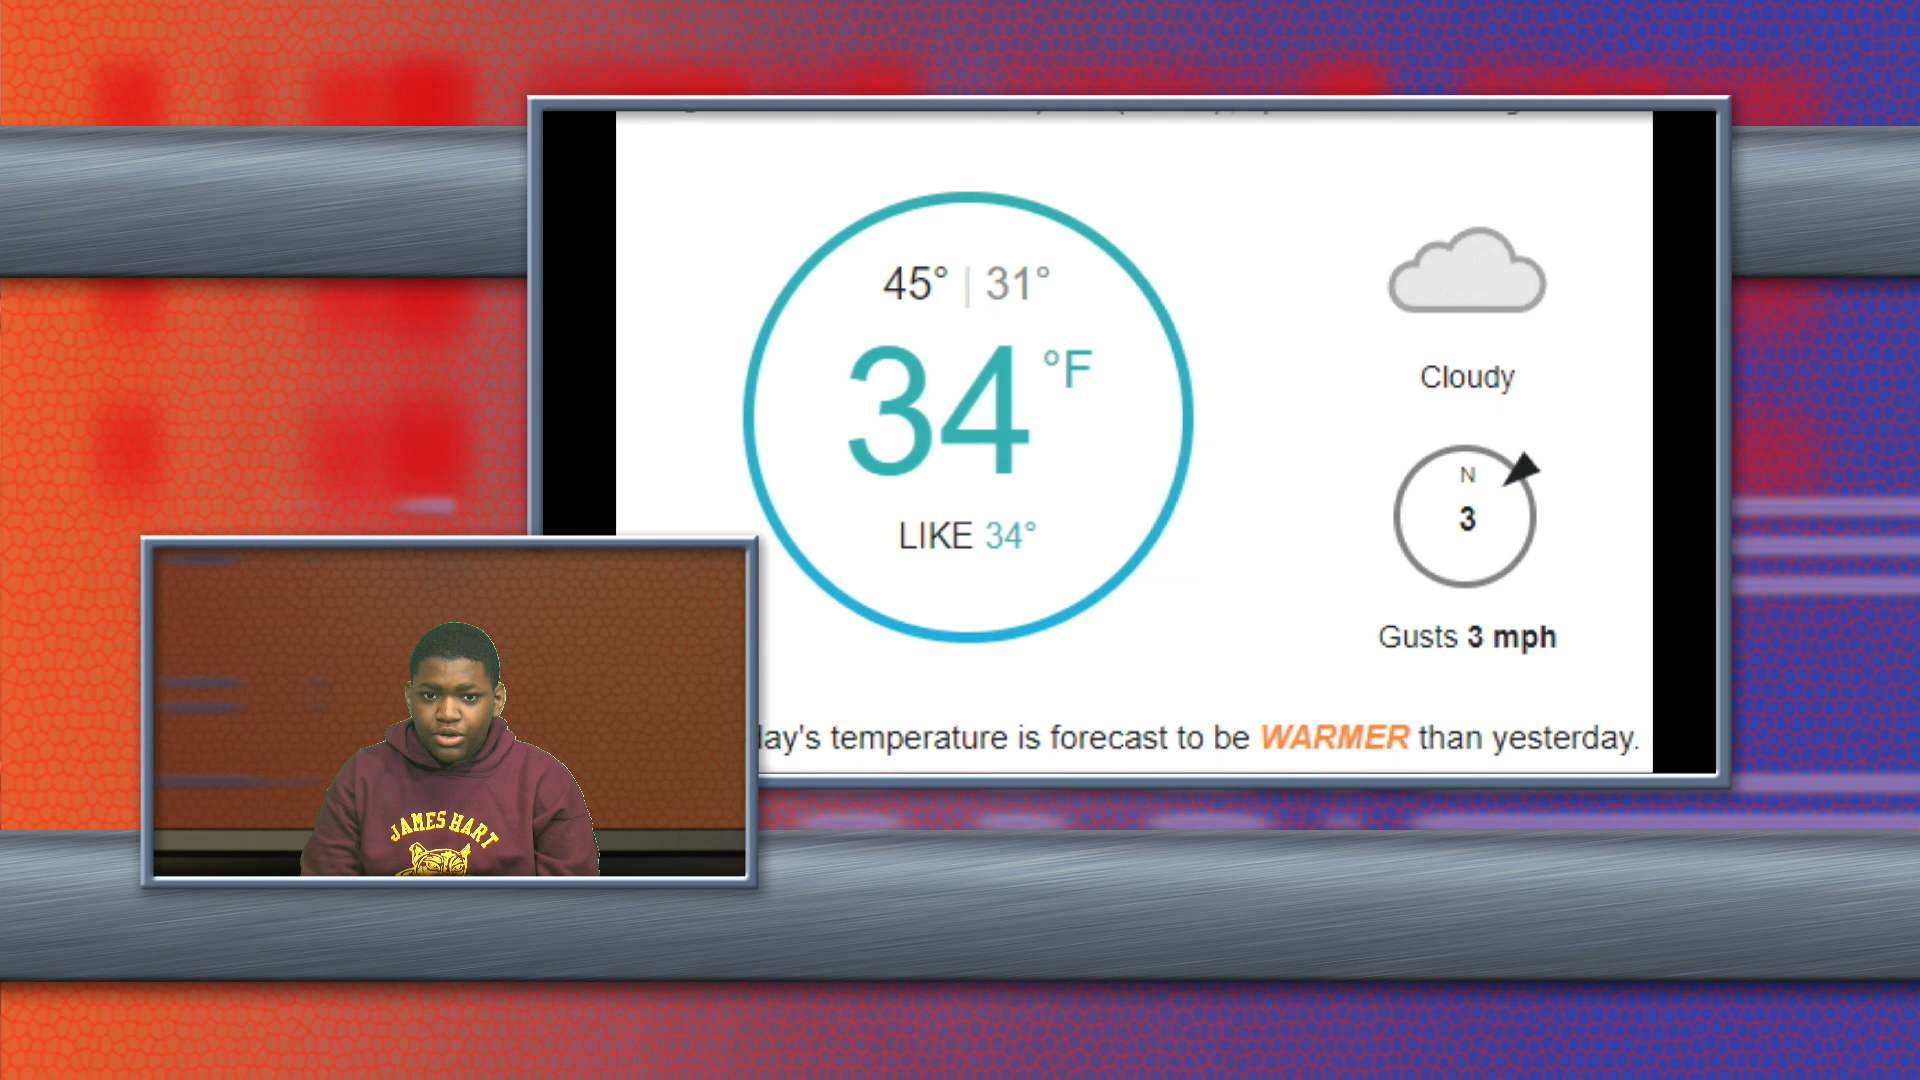 45° | 31°
34 °F
LIKE 34°
Cloudy
N
3
Gusts 3 mph
lay's temperature is forecast to be WARMER than yesterday.
JAMES HART